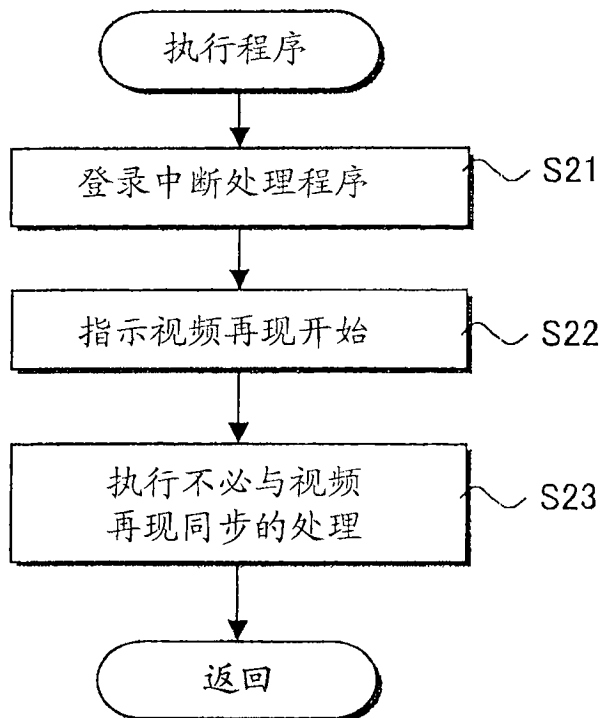 执行程序
登录中断处理程序
S21
指示视频再现开始
S22
执行不必与视频
再现同步的处理
S23
返回